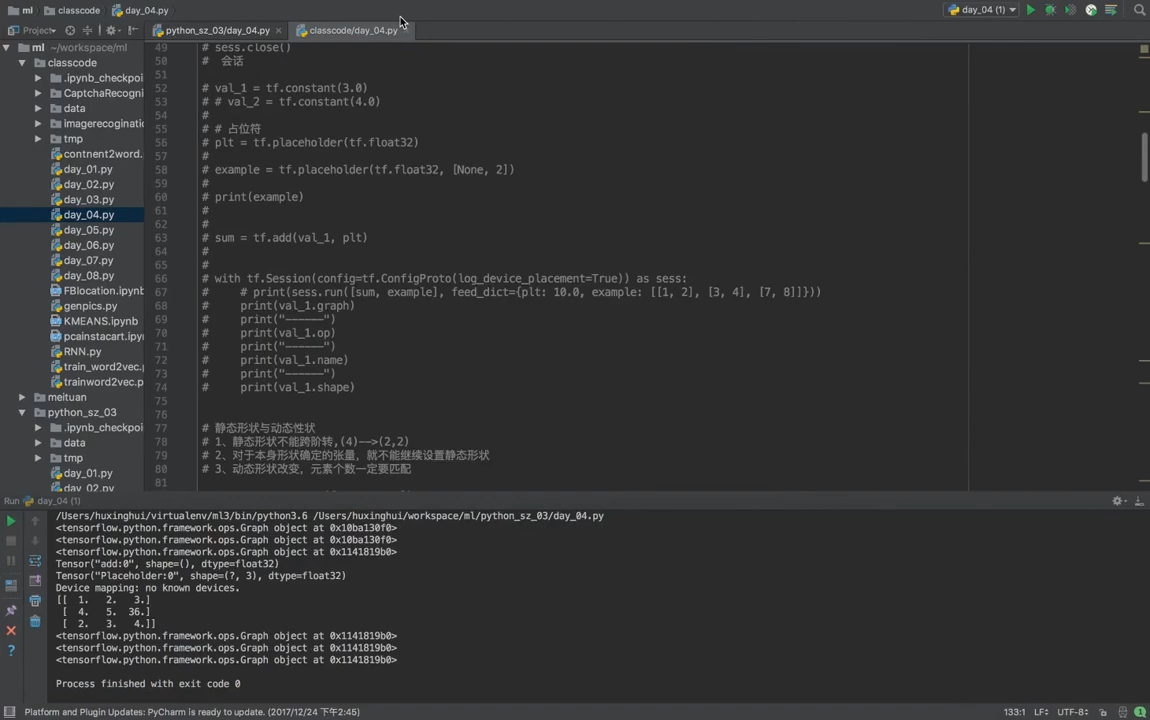 ml classcode day_04.py
Project day_04 (1)
python_sz_03/day_04.py classcode/day_04.py
ml ~/workspace/ml
classcode
.ipynb_checkpoi
CaptchaRecogni
data
imagerecoginati
tmp
contnent2word.
day_01.py
day_02.py
day_03.py
day_04.py
day_05.py
day_06.py
day_07.py
day_08.py
FBlocation.ipynb
genpics.py
KMEANS.ipynb
pcainstacart.ipy
RNN.py
train_word2vec.p
trainword2vec.p
meituan
python_sz_03
.ipynb_checkpoi
data
tmp
day_01.py
day_02.py
49 # sess.close()
50 # 会话
51
52 # val_1 = tf.constant(3.0)
53 # # val_2 = tf.constant(4.0)
54 #
55 # # 占位符
56 # plt = tf.placeholder(tf.float32)
57 #
58 # example = tf.placeholder(tf.float32, [None, 2])
59 #
60 # print(example)
61 #
62 #
63 # sum = tf.add(val_1, plt)
64 #
65 #
66 # with tf.Session(config=tf.ConfigProto(log_device_placement=True)) as sess:
67 #     # print(sess.run([sum, example], feed_dict={plt: 10.0, example: [[1, 2], [3, 4], [7, 8]]}))
68 #     print(val_1.graph)
69 #     print("------")
70 #     print(val_1.op)
71 #     print("------")
72 #     print(val_1.name)
73 #     print("------")
74 #     print(val_1.shape)
75
76
77 # 静态形状与动态性状
78 # 1、静态形状不能跨阶转,(4)-->(2,2)
79 # 2、对于本身形状确定的张量，就不能继续设置静态形状
80 # 3、动态形状改变，元素个数一定要匹配
81
Run day_04 (1)
/Users/huxinghui/virtualenv/ml3/bin/python3.6 /Users/huxinghui/workspace/ml/python_sz_03/day_04.py
<tensorflow.python.framework.ops.Graph object at 0x10ba130f0>
<tensorflow.python.framework.ops.Graph object at 0x10ba130f0>
<tensorflow.python.framework.ops.Graph object at 0x1141819b0>
Tensor("add:0", shape=(), dtype=float32)
Tensor("Placeholder:0", shape=(?, 3), dtype=float32)
Device mapping: no known devices.
[[  1.   2.   3.]
 [  4.   5.  36.]
 [  2.   3.   4.]]
<tensorflow.python.framework.ops.Graph object at 0x1141819b0>
<tensorflow.python.framework.ops.Graph object at 0x1141819b0>
<tensorflow.python.framework.ops.Graph object at 0x1141819b0>
Process finished with exit code 0
Platform and Plugin Updates: PyCharm is ready to update. (2017/12/24 下午2:45) 133:1 LF UTF-8 1